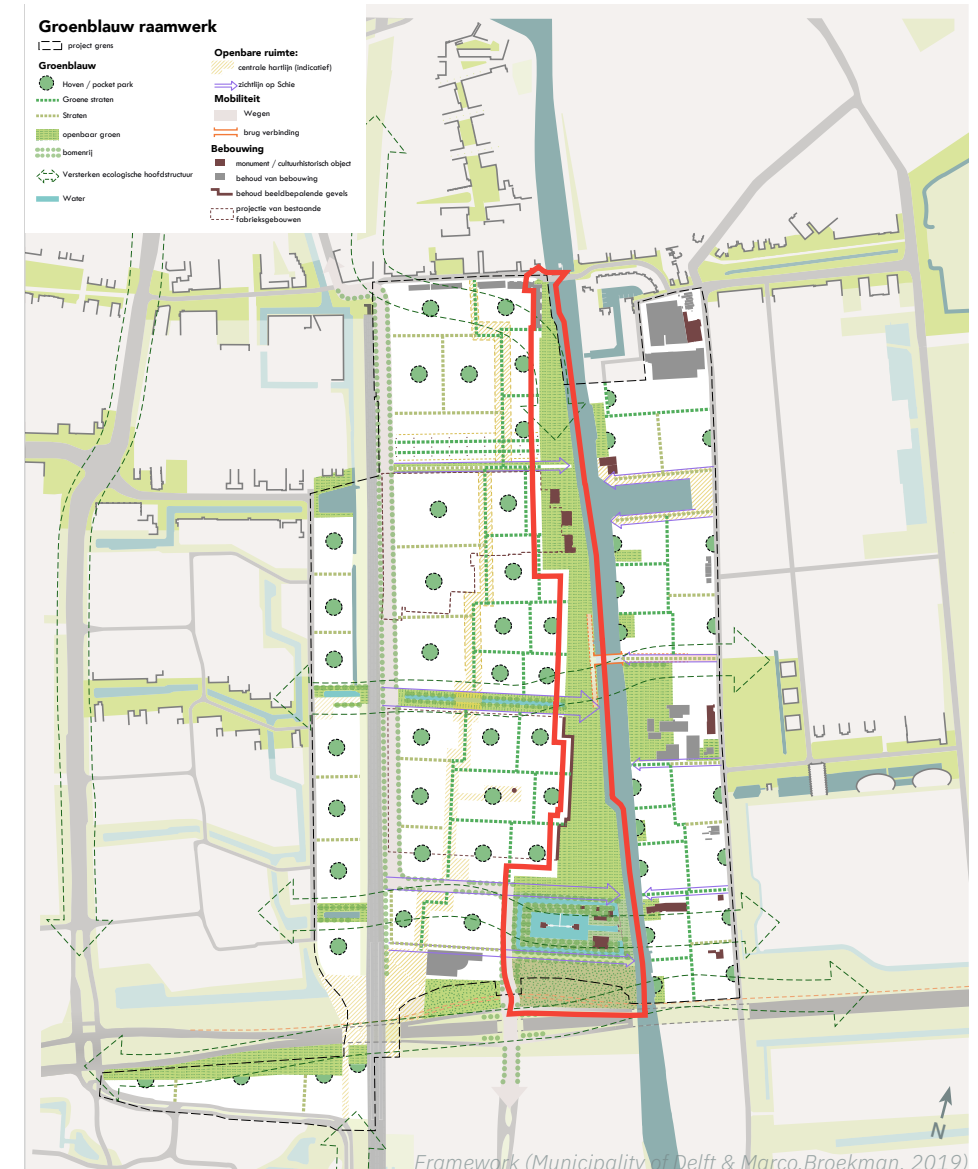 Groenblauw raamwerk
project grens
Groenblauw
Hoven / pocket park
Groene straten
Straten
openbaar groen
bomenrij
Versterken ecologische hoofdstructuur
Water
Openbare ruimte:
centrale hartlijn (indicatief)
zichtlijn op Schie
Mobiliteit
Wegen
brug verbinding
Bebouwing
monument / cultuurhistorisch object
behoud van bebouwing
behoud beeldbepalende gevels
projectie van bestaande
fabrieksgebouwen
N
Framework (Municipality of Delft & Marco.Broekman, 2019)